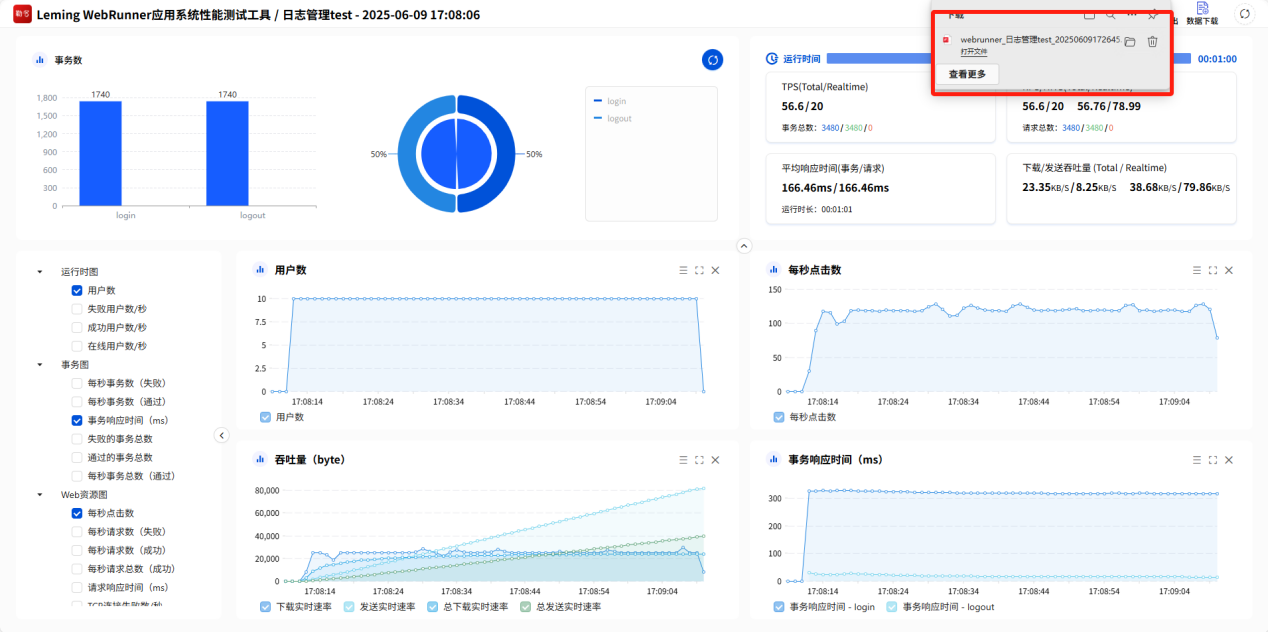 Leming WebRunner应用系统性能测试工具 / 日志管理test - 2025-06-09 17:08:06
数据下载
webrunner_日志管理test_20250609172645.
打开文件
查看更多
事务数
1740
1740
1,800
1,500
1,200
900
600
300
0
login
logout
50%
50%
login
logout
运行时间
00:01:00
TPS(Total/Realtime)
56.6/20
事务总数: 3480/3480/0
56.6/20 56.76/78.99
请求总数: 3480/3480/0
平均响应时间(事务/请求)
166.46ms/166.46ms
运行时长: 00:01:01
下载/发送吞吐量 (Total / Realtime)
23.35KB/S/8.25KB/S 38.68KB/S/79.86KB/S
运行时图
用户数
失败用户数/秒
成功用户数/秒
在线用户数/秒
事务图
每秒事务数（失败）
每秒事务数（通过）
事务响应时间（ms）
失败的事务总数
通过的事务总数
每秒事务总数（通过）
Web资源图
每秒点击数
每秒请求数（失败）
每秒请求数（成功）
每秒请求总数（成功）
请求响应时间（ms）
TCP连接失败数/秒
用户数
10
7.5
5
2.5
0
17:08:14
17:08:24
17:08:34
17:08:44
17:08:54
17:09:04
用户数
每秒点击数
150
100
50
0
17:08:14
17:08:24
17:08:34
17:08:44
17:08:54
17:09:04
每秒点击数
吞吐量（byte）
80,000
60,000
40,000
20,000
0
17:08:14
17:08:24
17:08:34
17:08:44
17:08:54
17:09:04
下载实时速率
发送实时速率
总下载实时速率
总发送实时速率
事务响应时间（ms）
300
200
100
0
17:08:14
17:08:24
17:08:34
17:08:44
17:08:54
17:09:04
事务响应时间 - login
事务响应时间 - logout